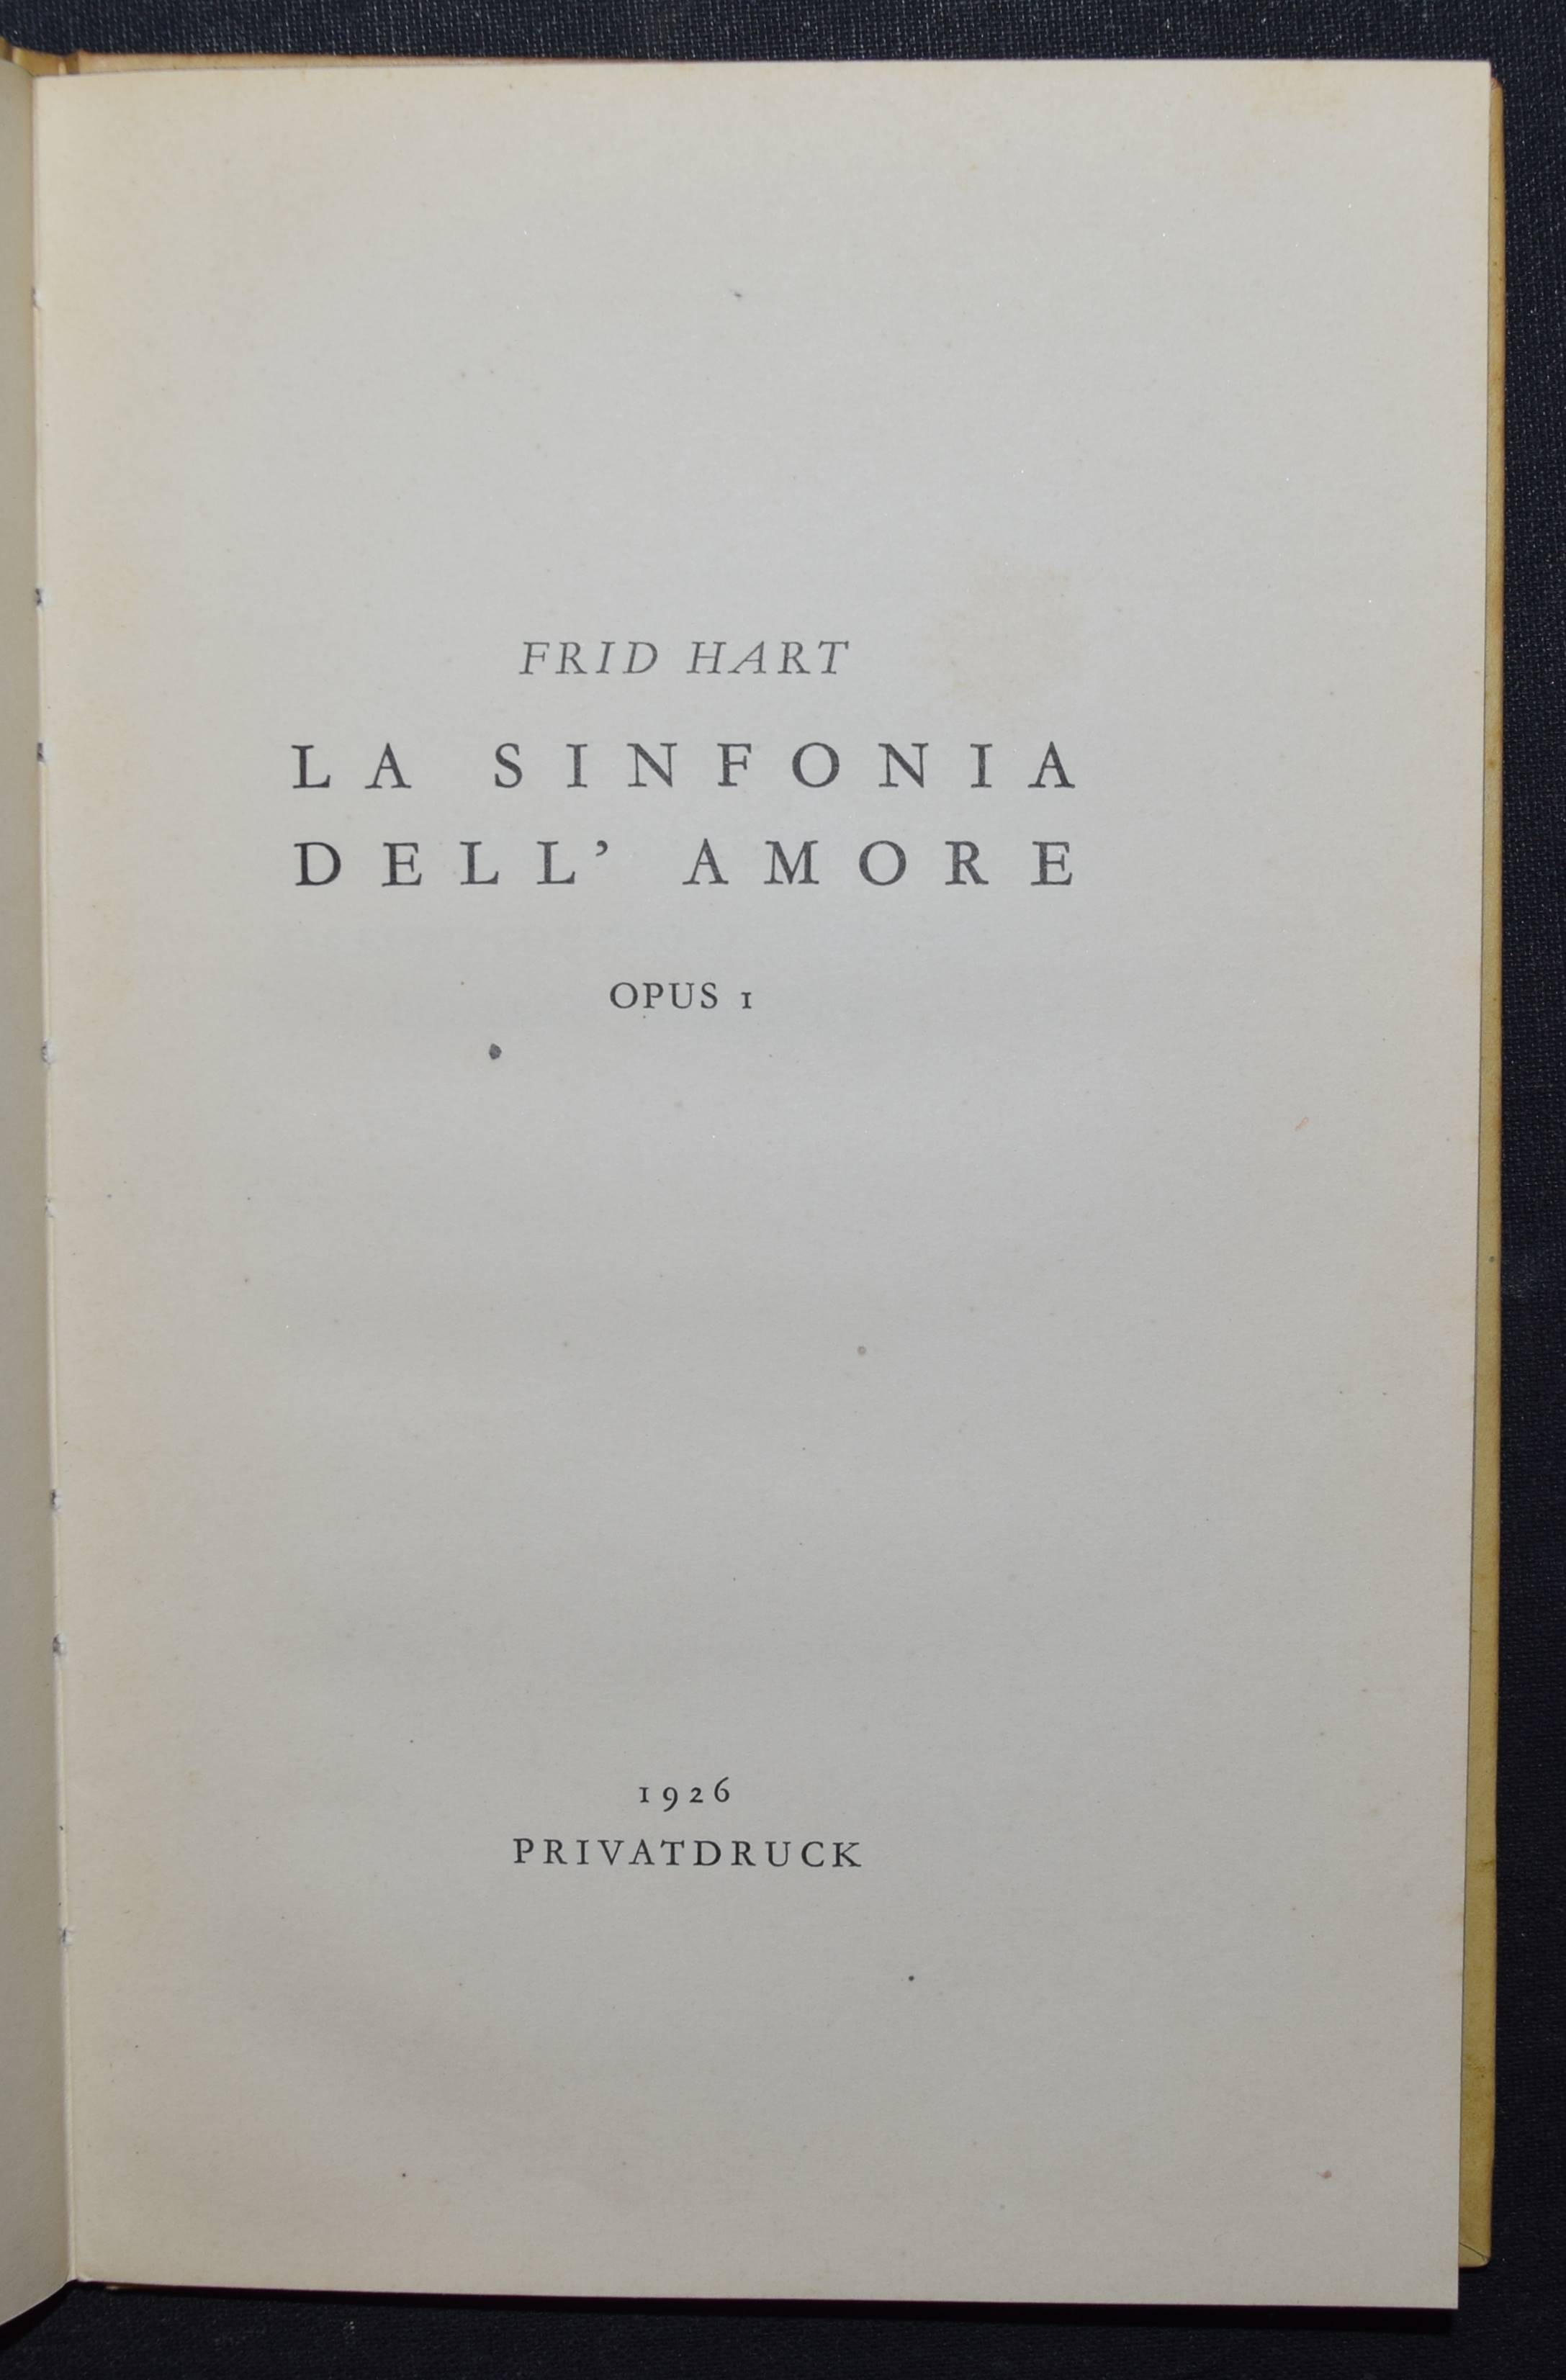 FRID HART
LA SINFONIA
DELL’ AMORE
OPUS 1
1926
PRIVATDRUCK